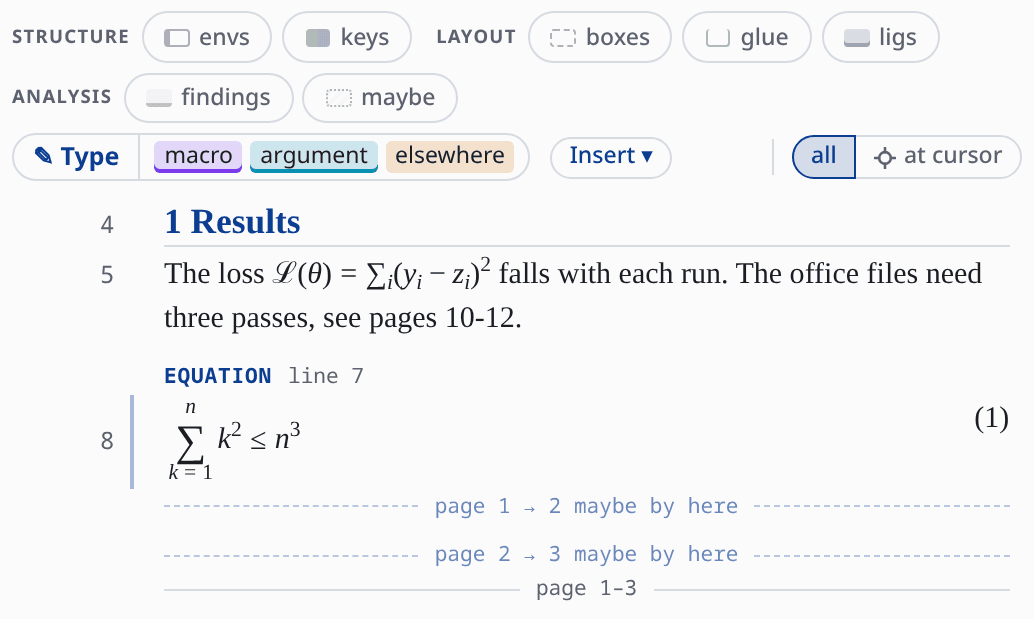 STRUCTURE envs keys LAYOUT boxes glue ligs
ANALYSIS findings maybe
✎ Type macro argument elsewhere Insert ▾ all at cursor
4 1 Results
5 The loss ℒ(θ) = ∑ᵢ(yᵢ − zᵢ)² falls with each run. The office files need
three passes, see pages 10-12.
EQUATION line 7
n
8 ∑ k² ≤ n³ (1)
k = 1
page 1 → 2 maybe by here
page 2 → 3 maybe by here
page 1–3